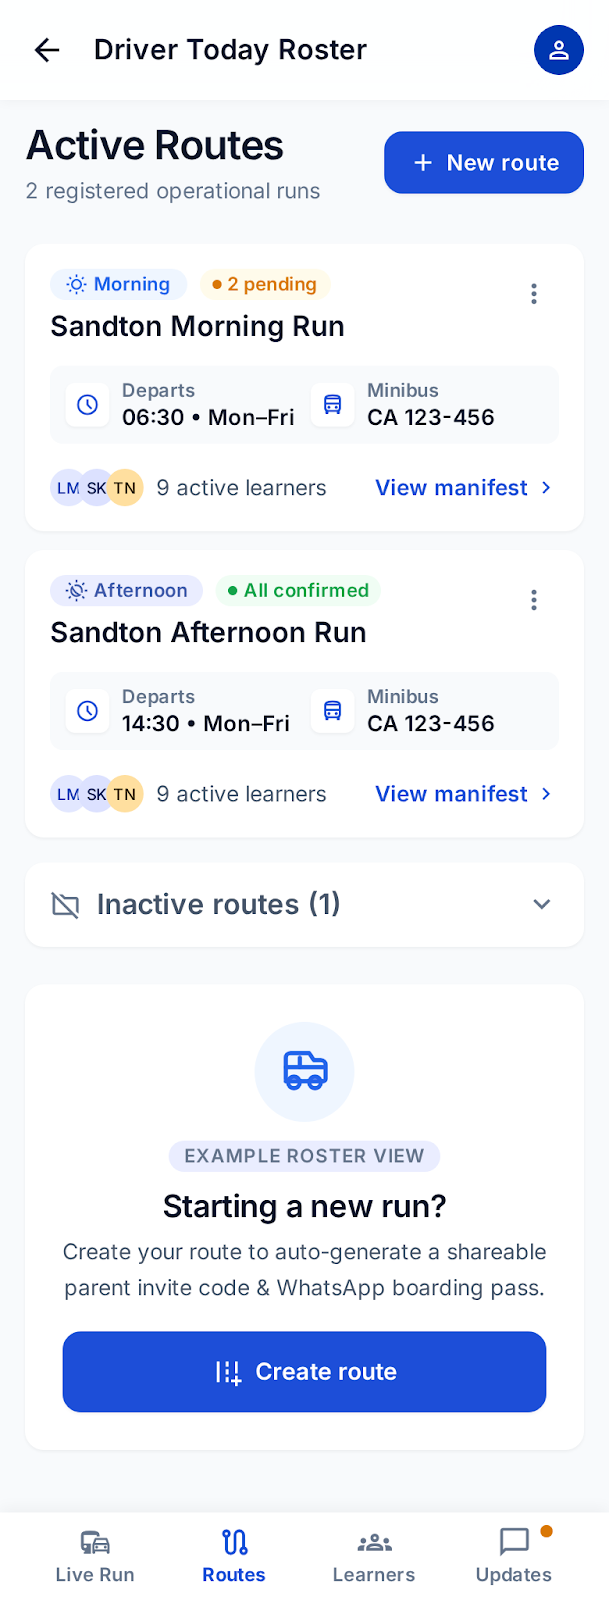 Driver Today Roster
Active Routes
2 registered operational runs
+ New route
Morning
• 2 pending
Sandton Morning Run
Departs
06:30 • Mon–Fri
Minibus
CA 123-456
LM SK TN
9 active learners
View manifest
Afternoon
• All confirmed
Sandton Afternoon Run
Departs
14:30 • Mon–Fri
Minibus
CA 123-456
LM SK TN
9 active learners
View manifest
Inactive routes (1)
EXAMPLE ROSTER VIEW
Starting a new run?
Create your route to auto-generate a shareable
parent invite code & WhatsApp boarding pass.
Create route
Live Run
Routes
Learners
Updates